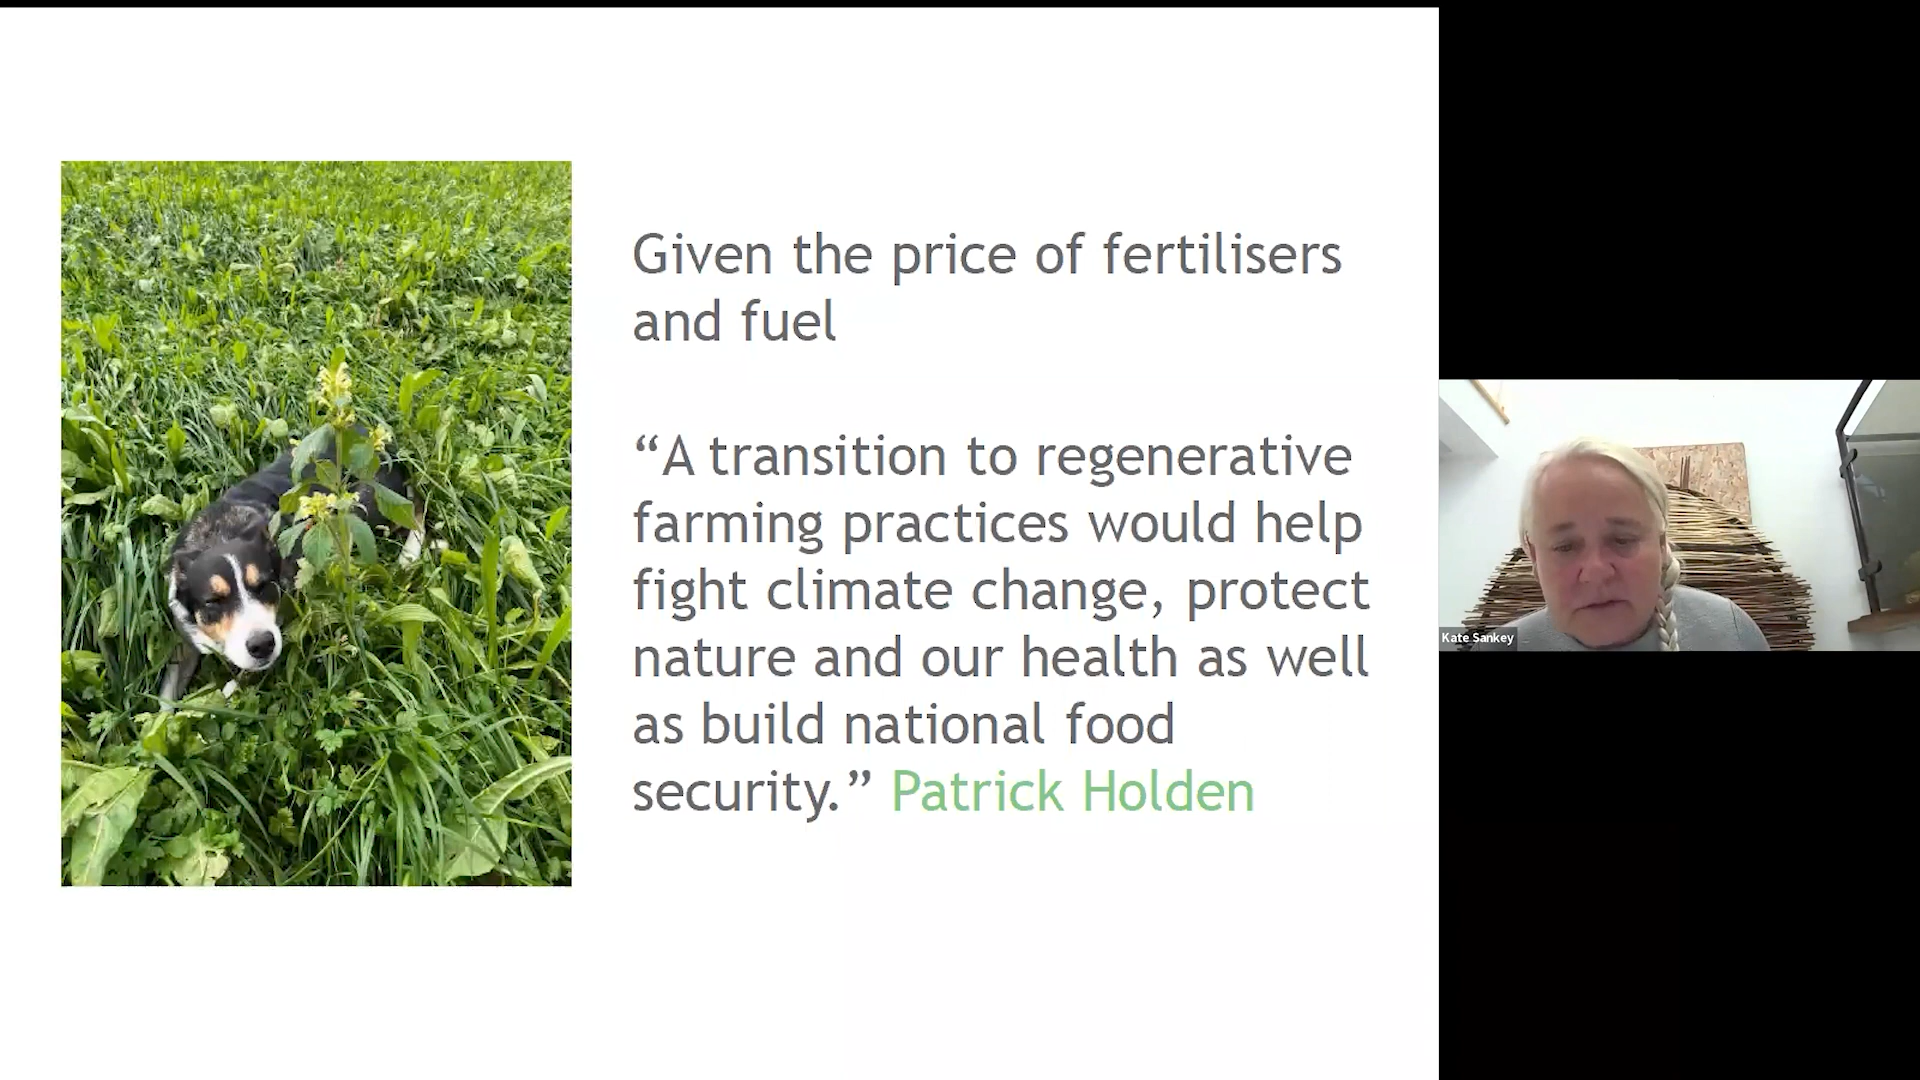 Given the price of fertilisers
and fuel
“A transition to regenerative
farming practices would help
fight climate change, protect
nature and our health as well
as build national food
security.” Patrick Holden
Kate Sankey